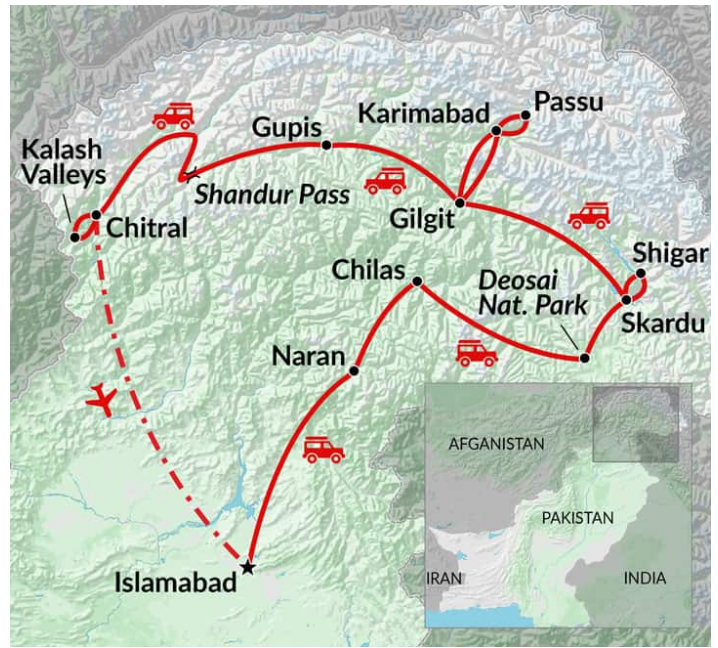 Passu
Karimabad
Gupis
Kalash
Valleys
Shandur Pass
Gilgit
Chitral
Shigar
Chilas
Deosai
Nat. Park
Skardu
Naran
AFGANISTAN
PAKISTAN
Islamabad
IRAN
INDIA